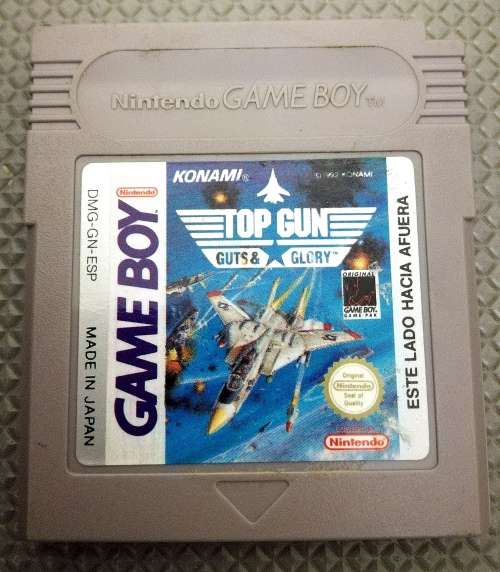 Nintendo GAME BOY TM
DMG-GN-ESP MADE IN JAPAN
Nintendo
GAME BOY
KONAMI®
© 1992 KONAMI
TOP GUN
GUTS & GLORY™
ORIGINAL
GAME BOY
GAME PAK
Original
Nintendo
Seal of
Quality
Nintendo
ESTE LADO HACIA AFUERA